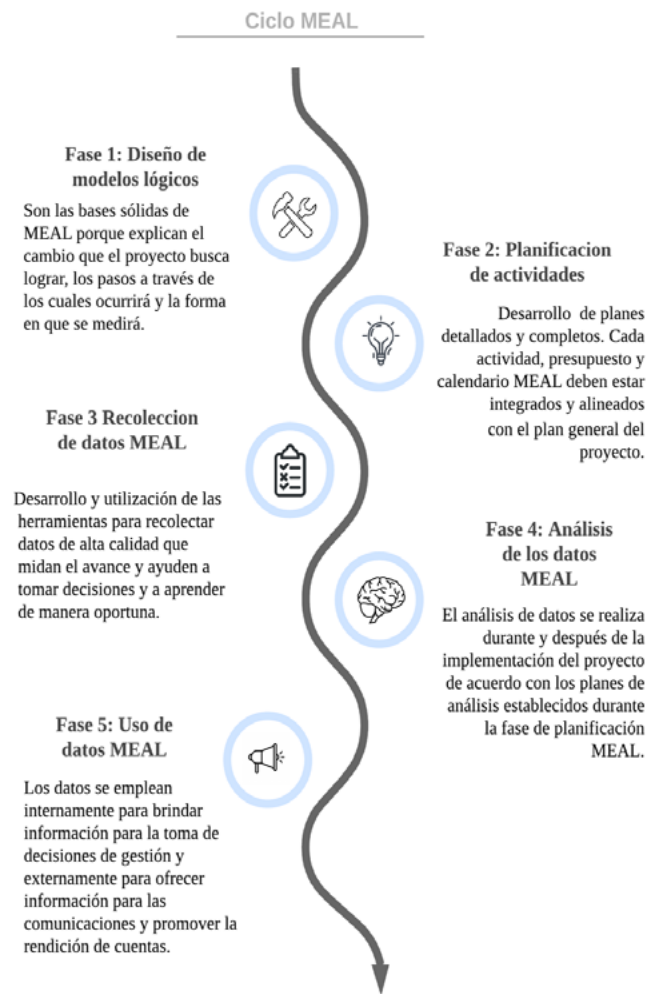 Ciclo MEAL
Fase 1: Diseño de
modelos lógicos
Son las bases sólidas de
MEAL porque explican el
cambio que el proyecto busca
lograr, los pasos a través de
los cuales ocurrirá y la forma
en que se medirá.
Fase 2: Planificacion
de actividades
Desarrollo de planes
detallados y completos. Cada
actividad, presupuesto y
calendario MEAL deben estar
integrados y alineados
con el plan general del
proyecto.
Fase 3 Recoleccion
de datos MEAL
Desarrollo y utilización de las
herramientas para recolectar
datos de alta calidad que
midan el avance y ayuden a
tomar decisiones y a aprender
de manera oportuna.
Fase 4: Análisis
de los datos
MEAL
El análisis de datos se realiza
durante y después de la
implementación del proyecto
de acuerdo con los planes de
análisis establecidos durante
la fase de planificación
MEAL.
Fase 5: Uso de
datos MEAL
Los datos se emplean
internamente para brindar
información para la toma de
decisiones de gestión y
externamente para ofrecer
información para las
comunicaciones y promover la
rendición de cuentas.